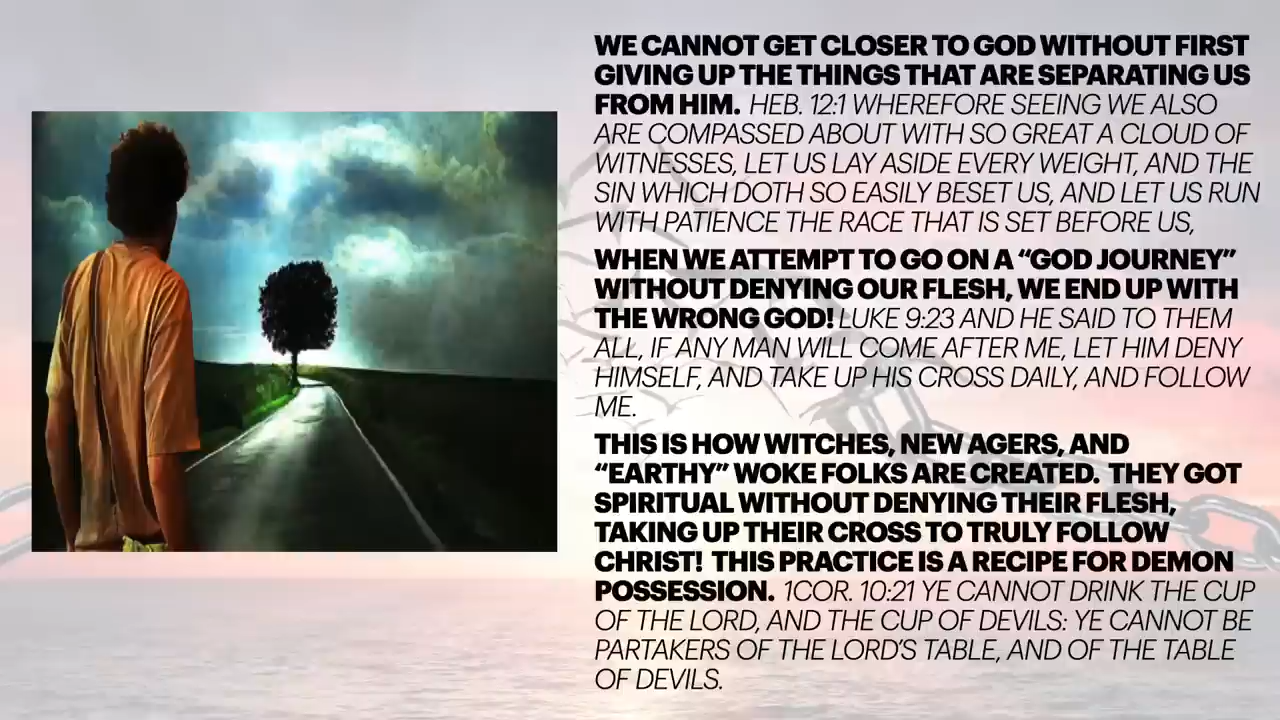 WE CANNOT GET CLOSER TO GOD WITHOUT FIRST
GIVING UP THE THINGS THAT ARE SEPARATING US
FROM HIM. HEB. 12:1 WHEREFORE SEEING WE ALSO
ARE COMPASSED ABOUT WITH SO GREAT A CLOUD OF
WITNESSES, LET US LAY ASIDE EVERY WEIGHT, AND THE
SIN WHICH DOTH SO EASILY BESET US, AND LET US RUN
WITH PATIENCE THE RACE THAT IS SET BEFORE US,
WHEN WE ATTEMPT TO GO ON A “GOD JOURNEY”
WITHOUT DENYING OUR FLESH, WE END UP WITH
THE WRONG GOD! LUKE 9:23 AND HE SAID TO THEM
ALL, IF ANY MAN WILL COME AFTER ME, LET HIM DENY
HIMSELF, AND TAKE UP HIS CROSS DAILY, AND FOLLOW
ME.
THIS IS HOW WITCHES, NEW AGERS, AND
“EARTHY” WOKE FOLKS ARE CREATED. THEY GOT
SPIRITUAL WITHOUT DENYING THEIR FLESH,
TAKING UP THEIR CROSS TO TRULY FOLLOW
CHRIST! THIS PRACTICE IS A RECIPE FOR DEMON
POSSESSION. 1COR. 10:21 YE CANNOT DRINK THE CUP
OF THE LORD, AND THE CUP OF DEVILS: YE CANNOT BE
PARTAKERS OF THE LORD’S TABLE, AND OF THE TABLE
OF DEVILS.